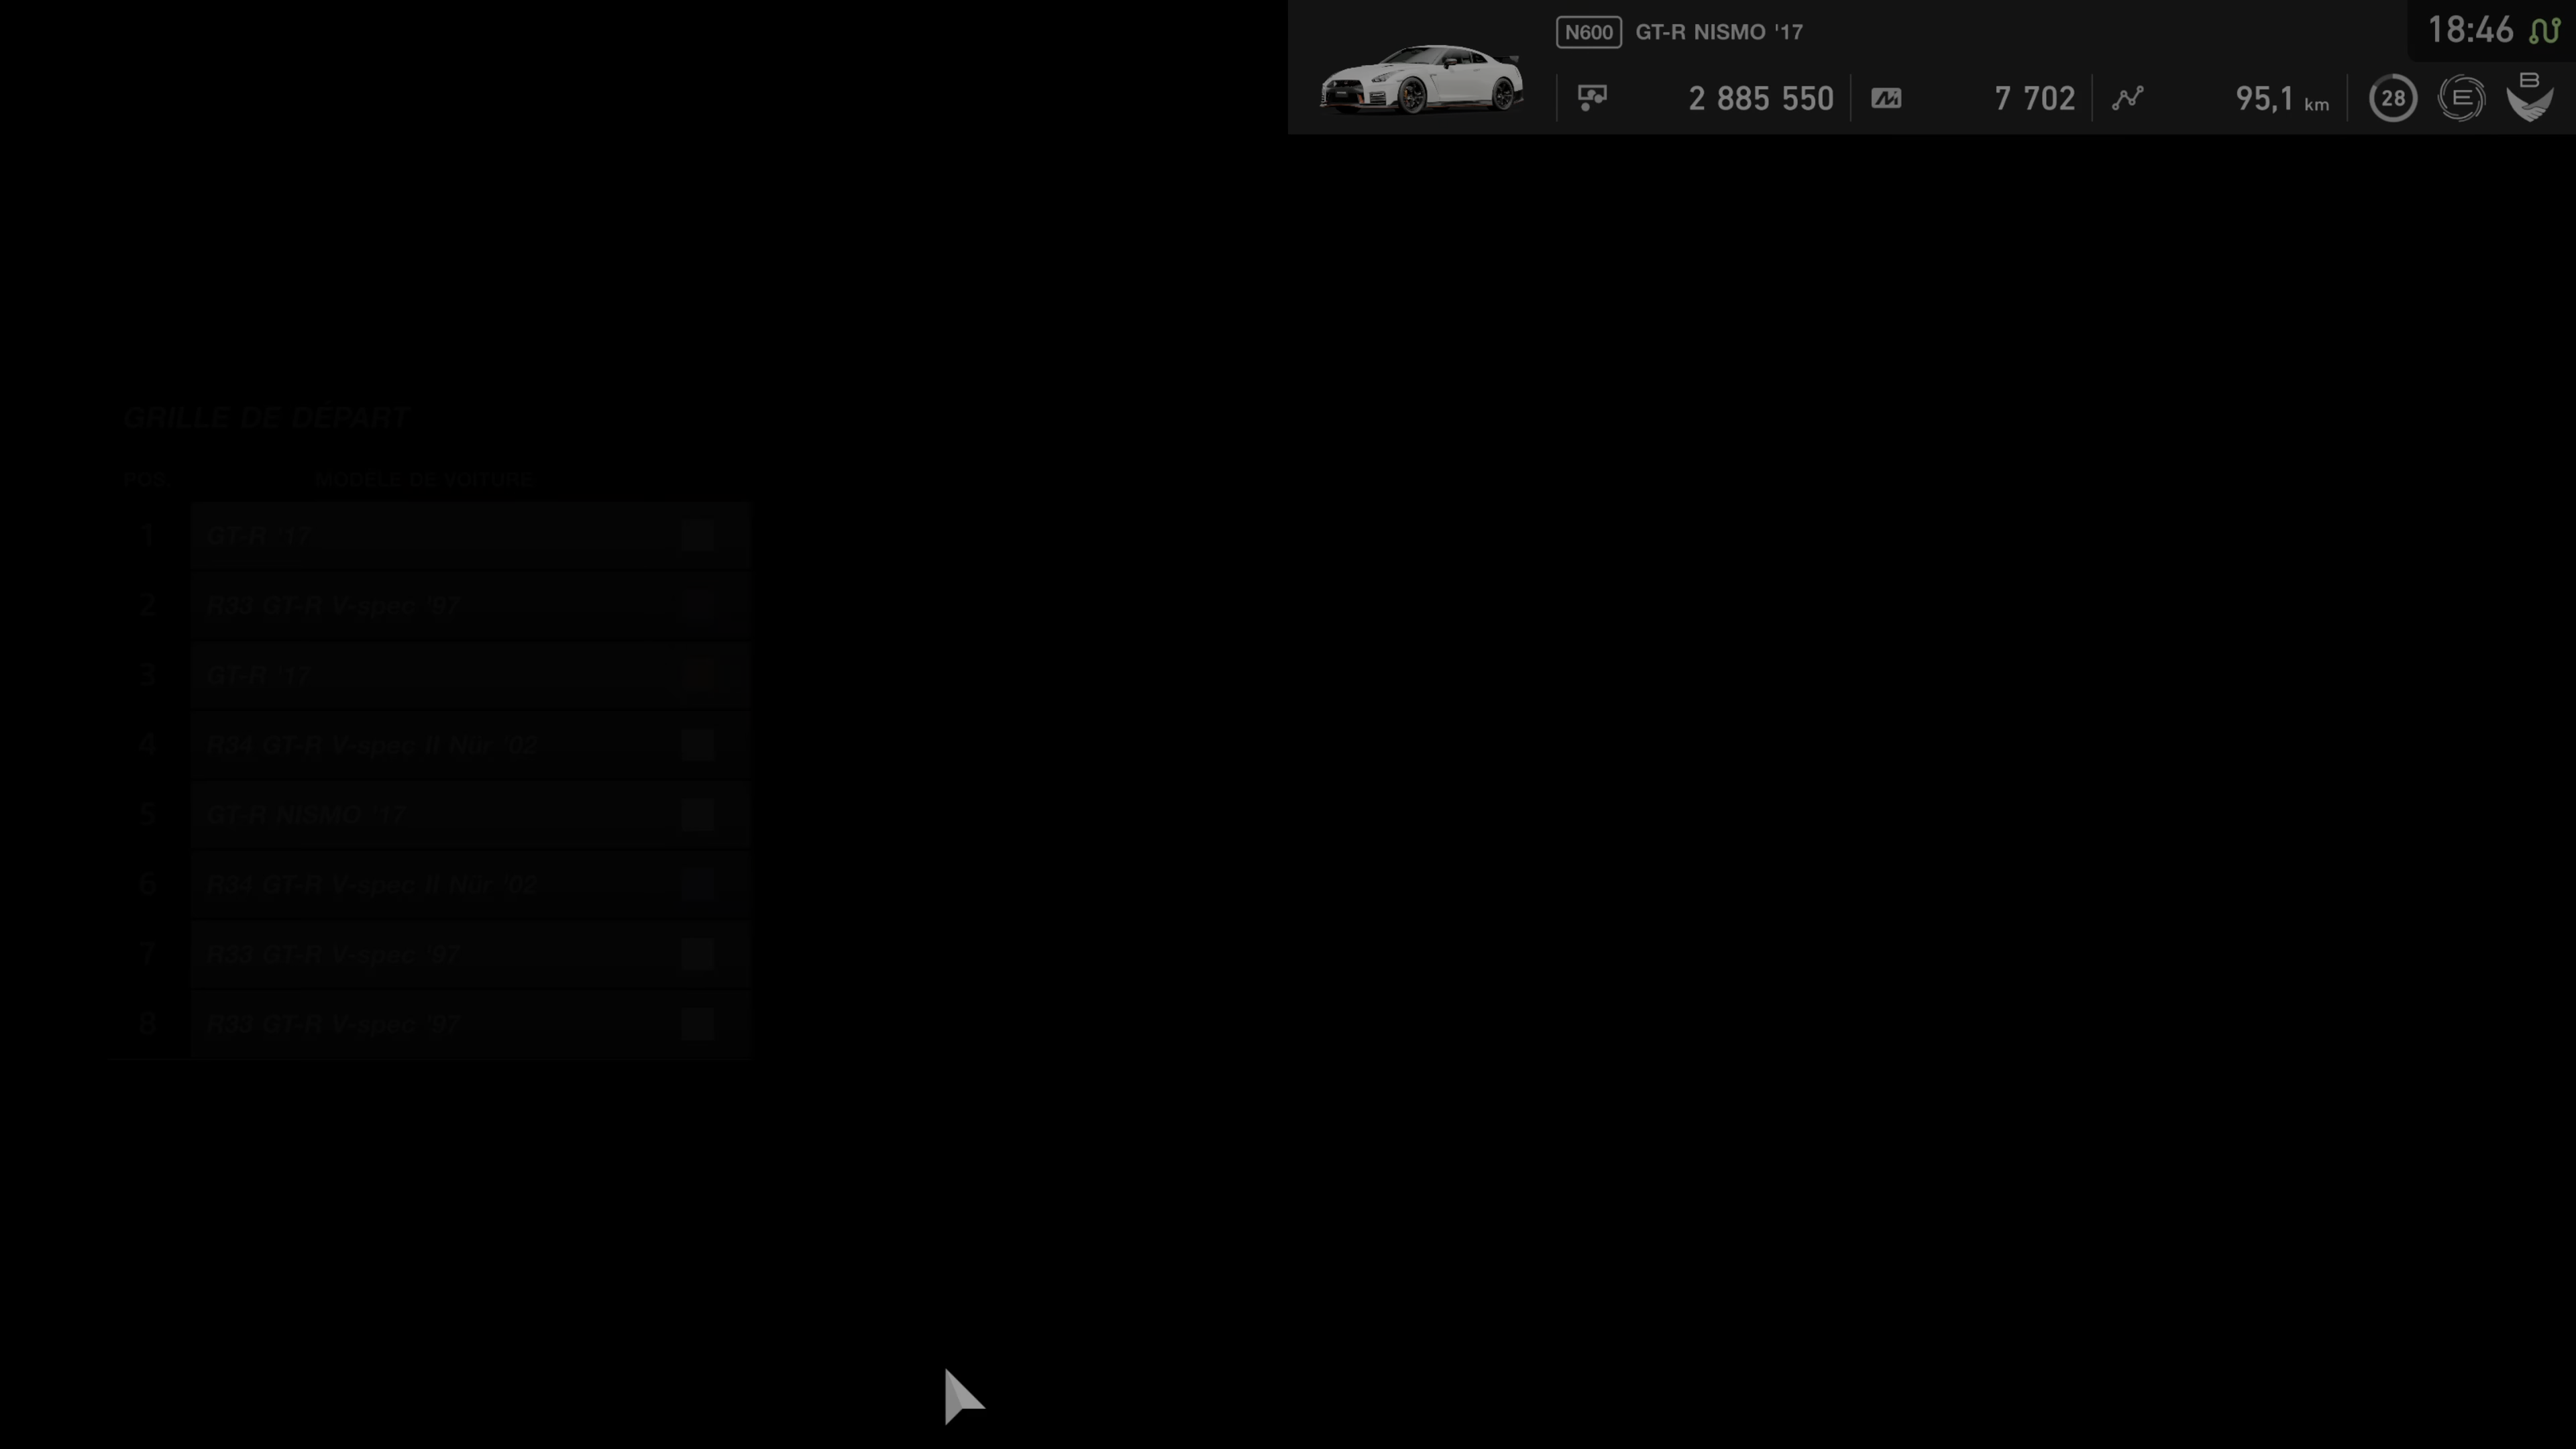 18:46
N600 GT-R NISMO '17
2 885 550 7 702 95,1 km 28 E B
GRILLE DE DÉPART
POS. MODÈLE DE VOITURE
1 GT-R '17
2 R33 GT-R V-spec '97
3 GT-R '17
4 R34 GT-R V-spec II Nür '02
5 GT-R NISMO '17
6 R34 GT-R V-spec II Nür '02
7 R33 GT-R V-spec '97
8 R33 GT-R V-spec '97